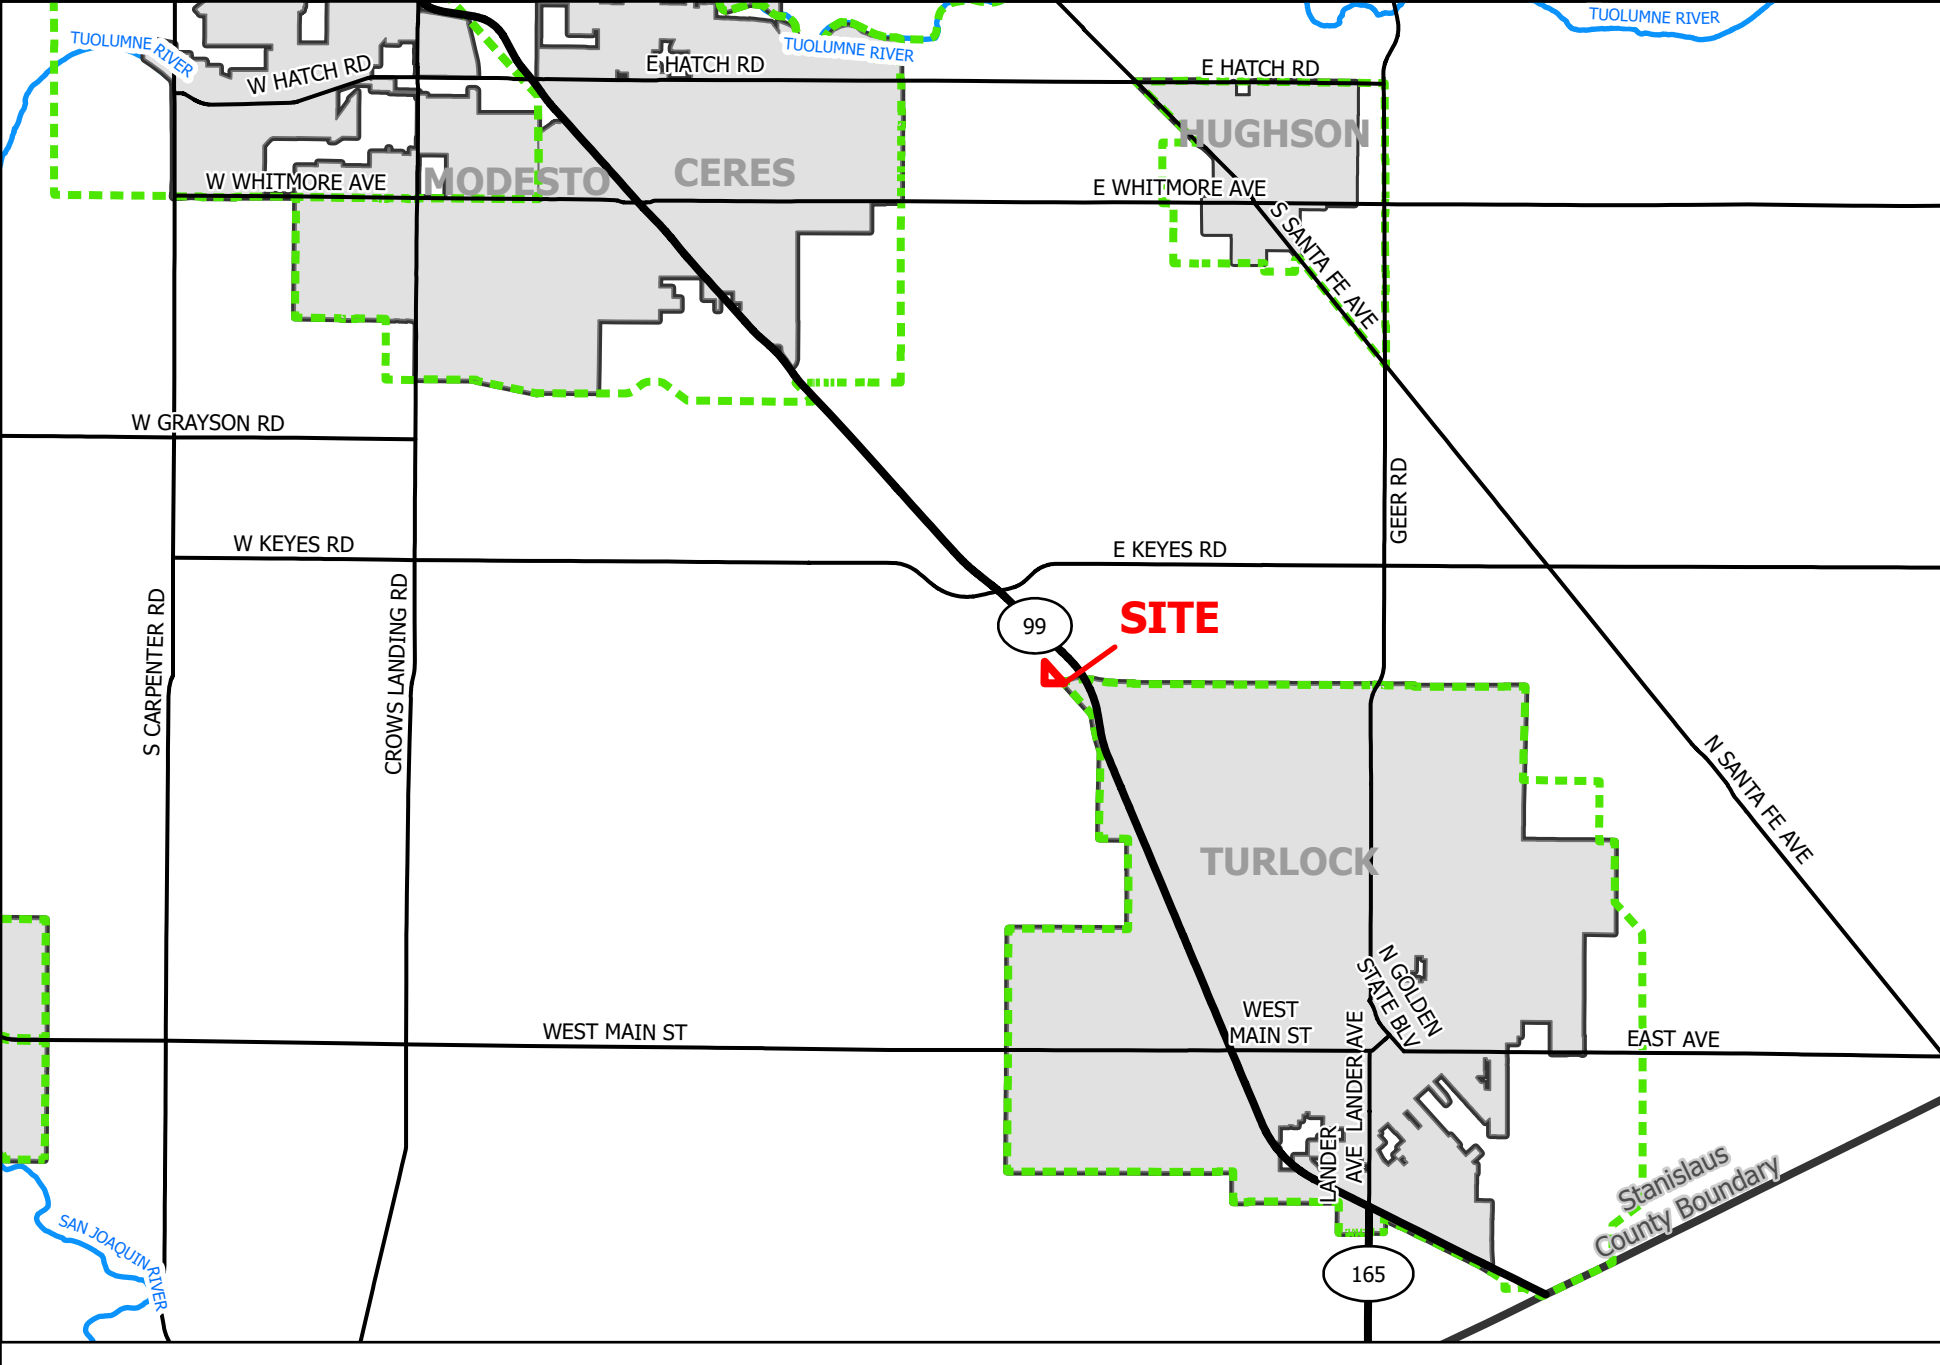 TUOLUMNE RIVER
TUOLUMNE
RIVER
W HATCH RD
E HATCH RD
TUOLUMNE RIVER
E HATCH RD
HUGHSON
W WHITMORE AVE
MODESTO
CERES
E WHITMORE AVE
S SANTA FE AVE
W GRAYSON RD
GEER RD
W KEYES RD
E KEYES RD
S CARPENTER RD
CROWS LANDING RD
99
SITE
N SANTA FE AVE
TURLOCK
N GOLDEN
STATE BLV
WEST MAIN ST
WEST
MAIN ST
LANDER AVE
EAST AVE
LANDER
AVE
Stanislaus
County Boundary
SAN JOAQUIN RIVER
165